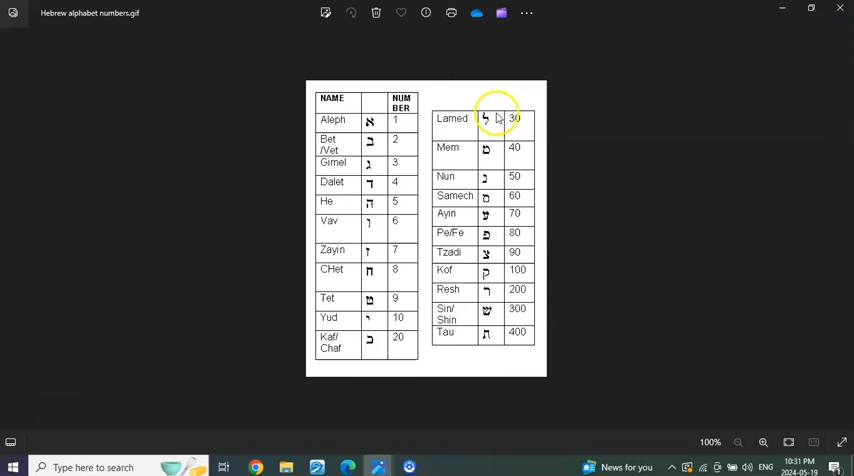 Hebrew alphabet numbers.gif
NAME NUM
BER
Aleph א 1
Bet ב 2
/Vet
Gimel ג 3
Dalet ד 4
He ה 5
Vav ו 6
Zayin ז 7
CHet ח 8
Tet ט 9
Yud י 10
Kaf/ כ 20
Chaf
Lamed ל 30
Mem מ 40
Nun נ 50
Samech ס 60
Ayin ע 70
Pe/Fe פ 80
Tzadi צ 90
Kof ק 100
Resh ר 200
Sin/ ש 300
Shin
Tau ת 400
100%
Type here to search
News for you
ENG
10:31 PM
2024-05-19